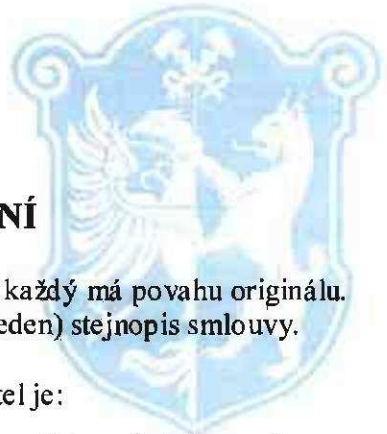 NÍ
každý má povahu originálu.
eden) stejnopis smlouvy.
tel je: